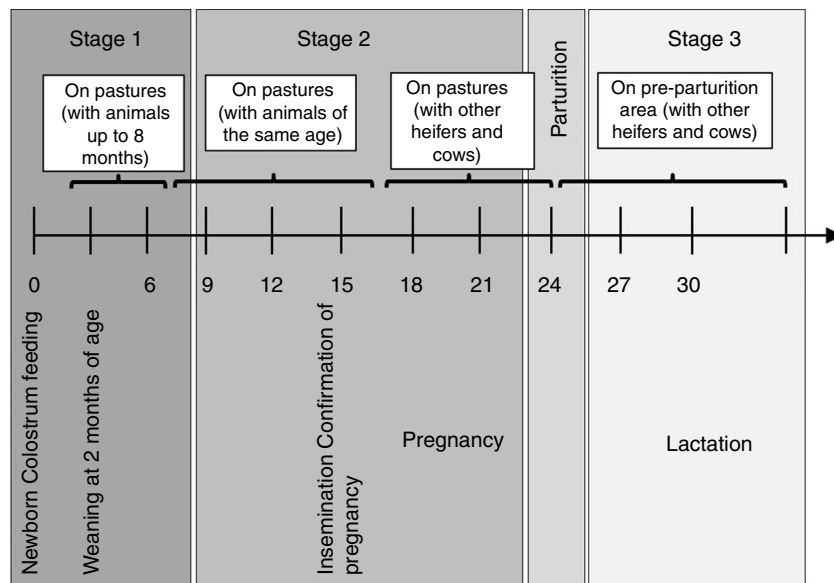 Stage 1
Stage 2
Parturition
Stage 3
On pastures
(with animals
up to 8
months)
On pastures
(with animals of
the same age)
On pastures
(with other
heifers and
cows)
On pre-parturition
area (with other
heifers and cows)
0
6
9
12
15
18
21
24
27
30
Newborn Colostrum feeding
Weaning at 2 months of age
Insemination Confirmation of
pregnancy
Pregnancy
Lactation